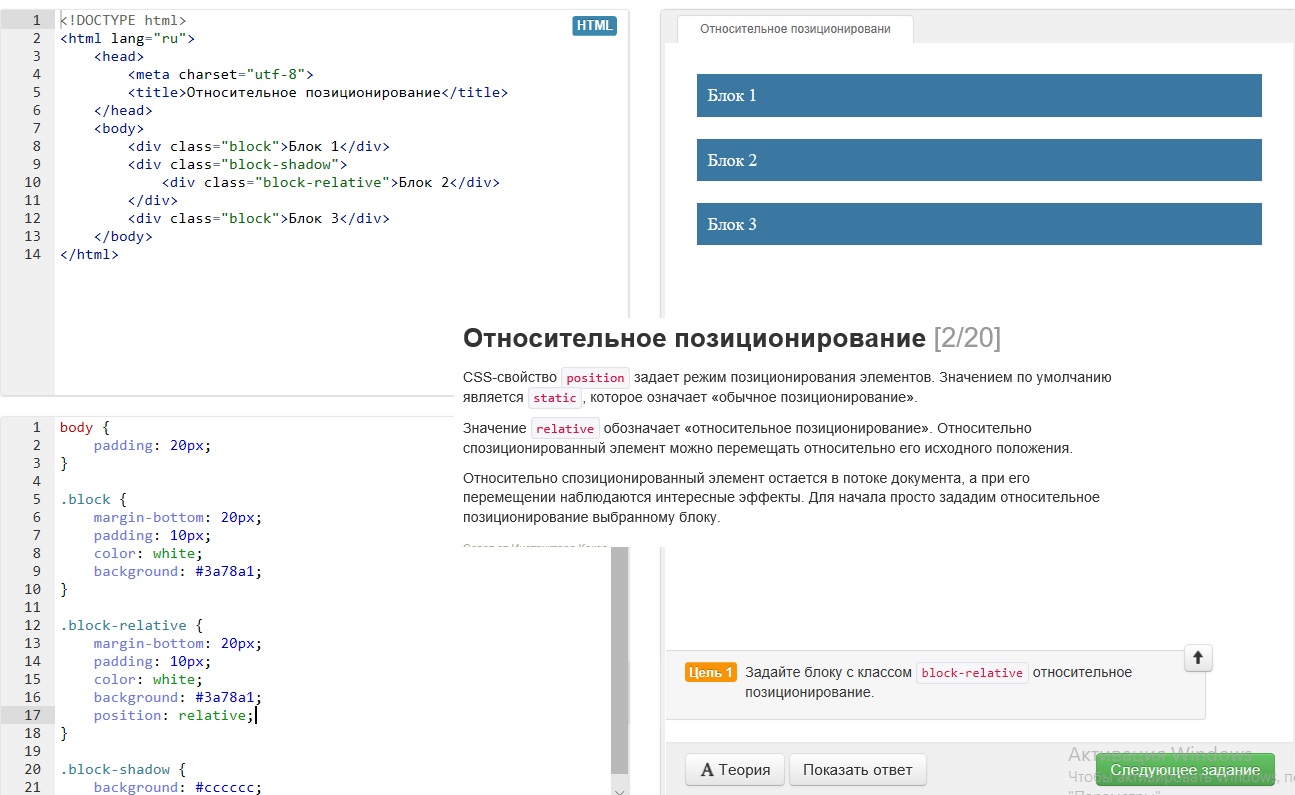 1 <!DOCTYPE html>
HTML
2 <html lang="ru">
3 <head>
4 <meta charset="utf-8">
5 <title>Относительное позиционирование</title>
6 </head>
7 <body>
8 <div class="block">Блок 1</div>
9 <div class="block-shadow">
10 <div class="block-relative">Блок 2</div>
11 </div>
12 <div class="block">Блок 3</div>
13 </body>
14 </html>
Относительное позиционировани
Блок 1
Блок 2
Блок 3
Относительное позиционирование [2/20]
CSS-свойство position задает режим позиционирования элементов. Значением по умолчанию
является static, которое означает «обычное позиционирование».
Значение relative обозначает «относительное позиционирование». Относительно
спозиционированный элемент можно перемещать относительно его исходного положения.
Относительно спозиционированный элемент остается в потоке документа, а при его
перемещении наблюдаются интересные эффекты. Для начала просто зададим относительное
позиционирование выбранному блоку.
1 body {
2 padding: 20px;
3 }
4
5 .block {
6 margin-bottom: 20px;
7 padding: 10px;
8 color: white;
9 background: #3a78a1;
10 }
11
12 .block-relative {
13 margin-bottom: 20px;
14 padding: 10px;
15 color: white;
16 background: #3a78a1;
17 position: relative;
18 }
19
20 .block-shadow {
21 background: #cccccc;
Цель 1 Задайте блоку с классом block-relative относительное
позиционирование.
A Теория
Показать ответ
Активация Windows
Следующее задание
Чтобы активировать Windows, п
"Параметры"